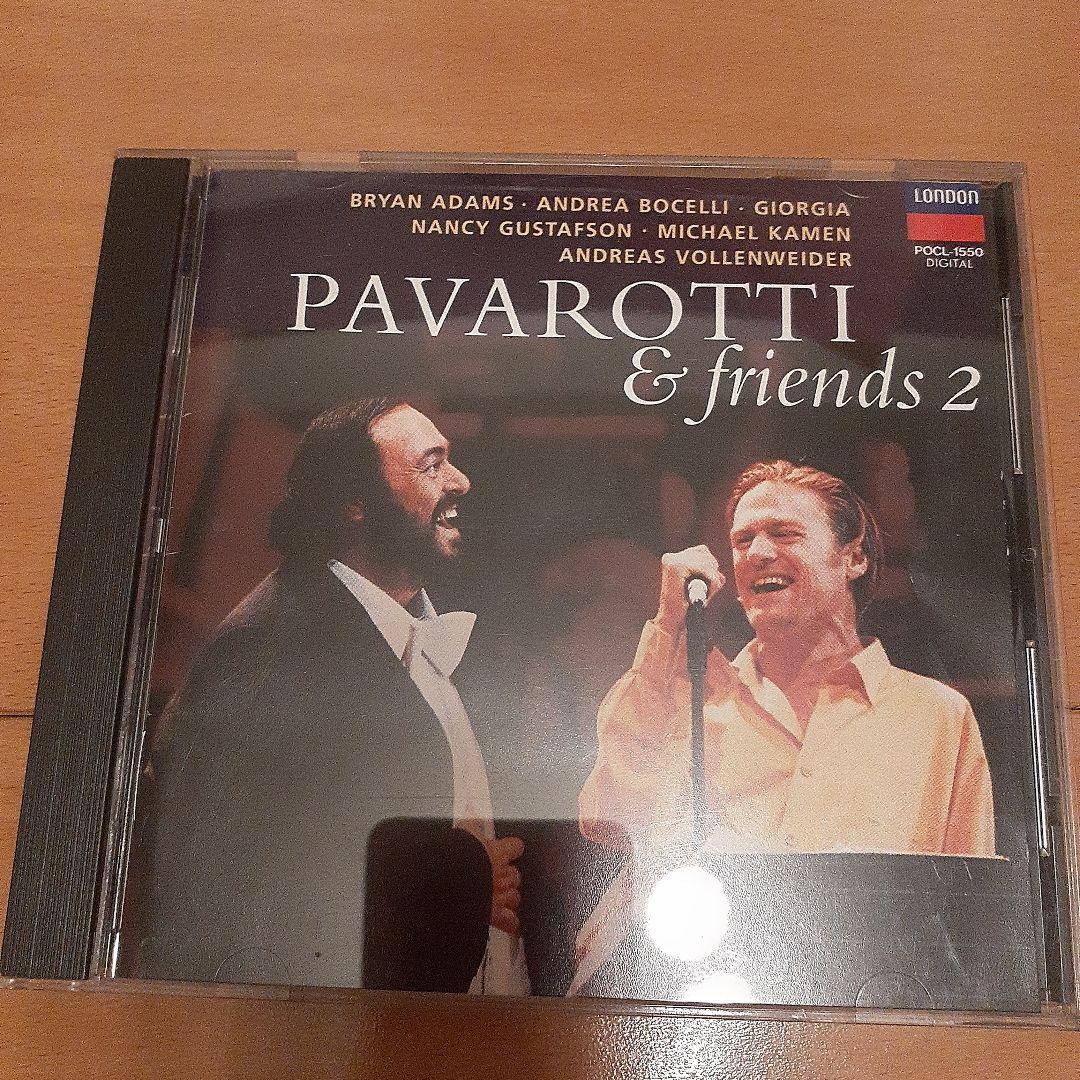 BRYAN ADAMS · ANDREA BOCELLI · GIORGIA
NANCY GUSTAFSON · MICHAEL KAMEN
ANDREAS VOLLENWEIDER
PAVAROTTI
& friends 2
LONDON
POCL-1550
DIGITAL